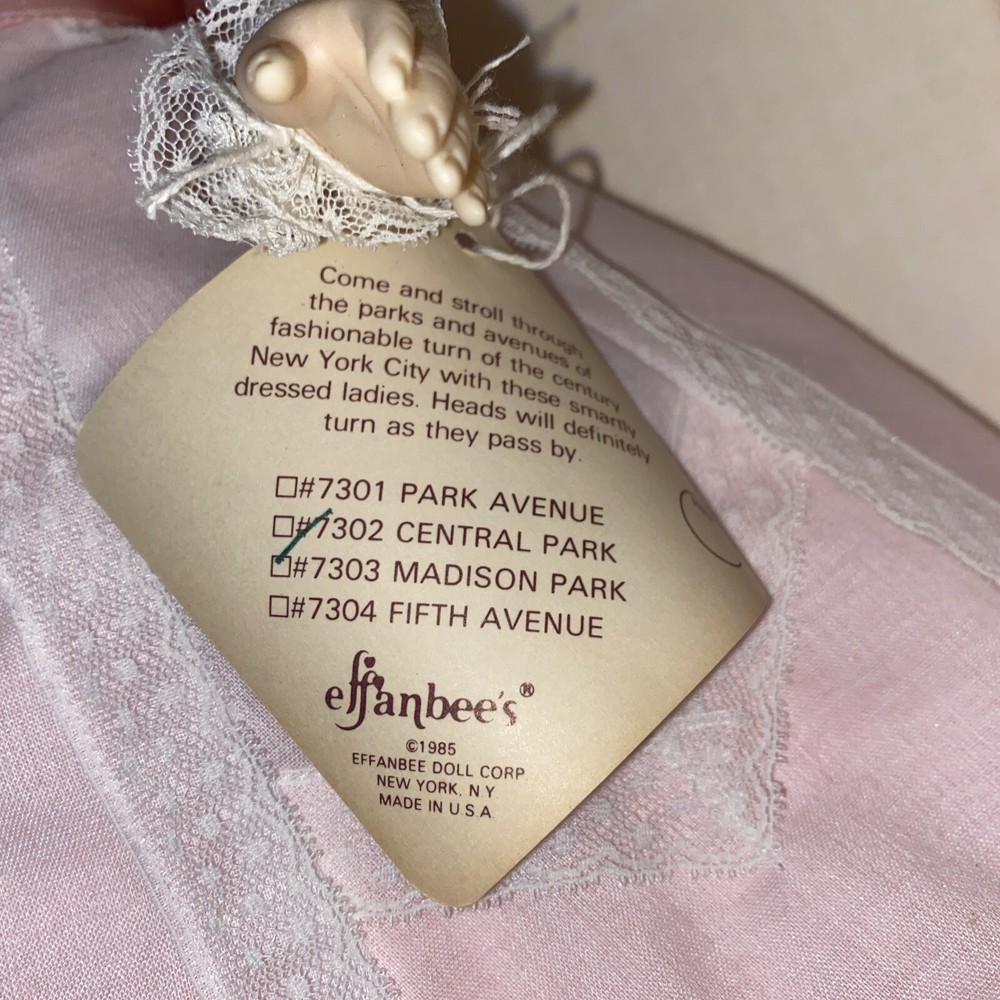 Come and stroll through
the parks and avenues of
fashionable turn of the century
New York City with these smartly
dressed ladies. Heads will definitely
turn as they pass by.
☐#7301 PARK AVENUE
☐#7302 CENTRAL PARK
☐#7303 MADISON PARK
☐#7304 FIFTH AVENUE
effanbee's®
©1985
EFFANBEE DOLL CORP
NEW YORK, N Y
MADE IN U.S.A.